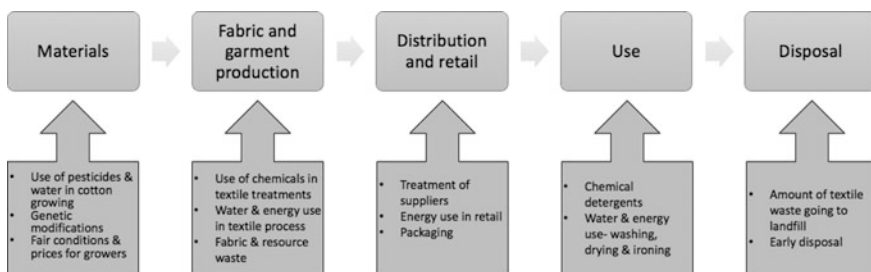 Materials
Fabric and
garment
production
Distribution
and retail
Use
Disposal
• Use of pesticides &
water in cotton
growing
• Genetic
modifications
• Fair conditions &
prices for growers
• Use of chemicals in
textile treatments
• Water & energy use
in textile process
• Fabric & resource
waste
• Treatment of
suppliers
• Energy use in retail
• Packaging
• Chemical
detergents
• Water & energy
use- washing,
drying & ironing
• Amount of textile
waste going to
landfill
• Early disposal